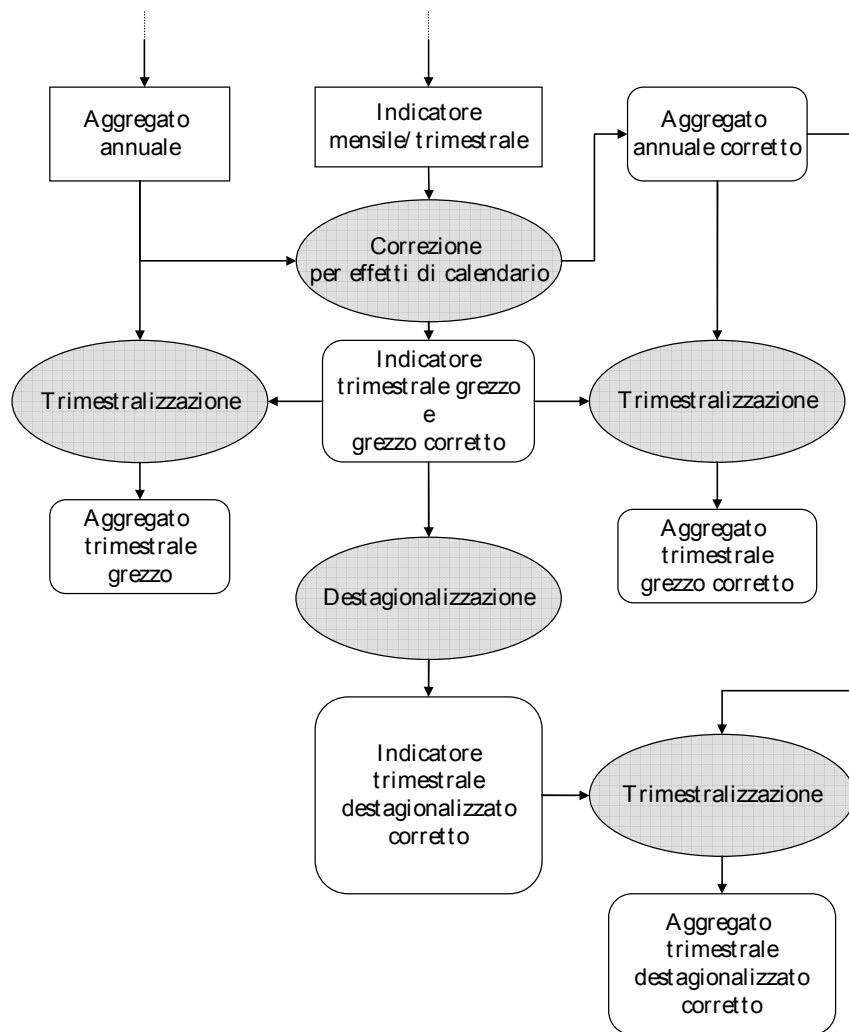 Aggregato
annuale
Indicatore
mensile/ trimestrale
Aggregato
annuale corretto
Correzione
per effetti di calendario
Trimestralizzazione
Indicatore
trimestrale grezzo
e
grezzo corretto
Trimestralizzazione
Aggregato
trimestrale
grezzo
Aggregato
trimestrale
grezzo corretto
Destagionalizzazione
Indicatore
trimestrale
destagionalizzato
corretto
Trimestralizzazione
Aggregato
trimestrale
destagionalizzato
corretto